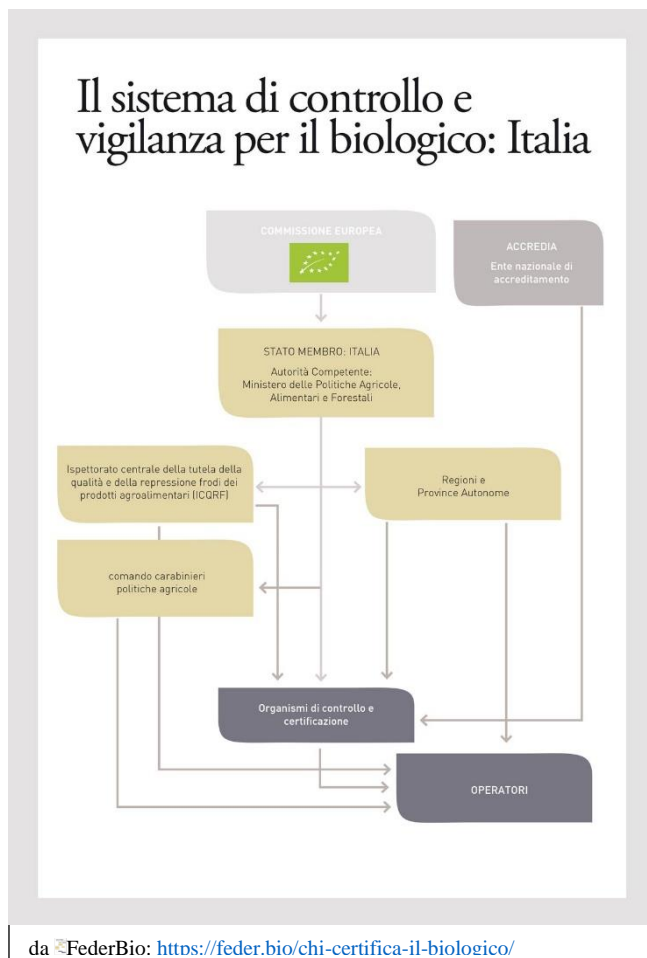 Il sistema di controllo e
vigilanza per il biologico: Italia
COMMISSIONE EUROPEA
ACCREDIA
Ente nazionale di
accreditamento
STATO MEMBRO: ITALIA
Autorità Competente:
Ministero delle Politiche Agricole,
Alimentari e Forestali
Ispettorato centrale della tutela della
qualità e della repressione frodi dei
prodotti agroalimentari (ICQRF)
Regioni e
Province Autonome
comando carabinieri
politiche agricole
Organismi di controllo e
certificazione
OPERATORI
da FederBio: https://feder.bio/chi-certifica-il-biologico/